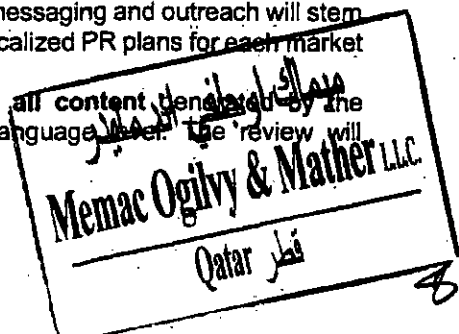 messaging and outreach will stem
calized PR plans for each market
all content generated by the
anguage level. The review will
ميماك اوجلفي اند ميذر
Memac Ogilvy & Mather L.L.C.
Qatar قطر